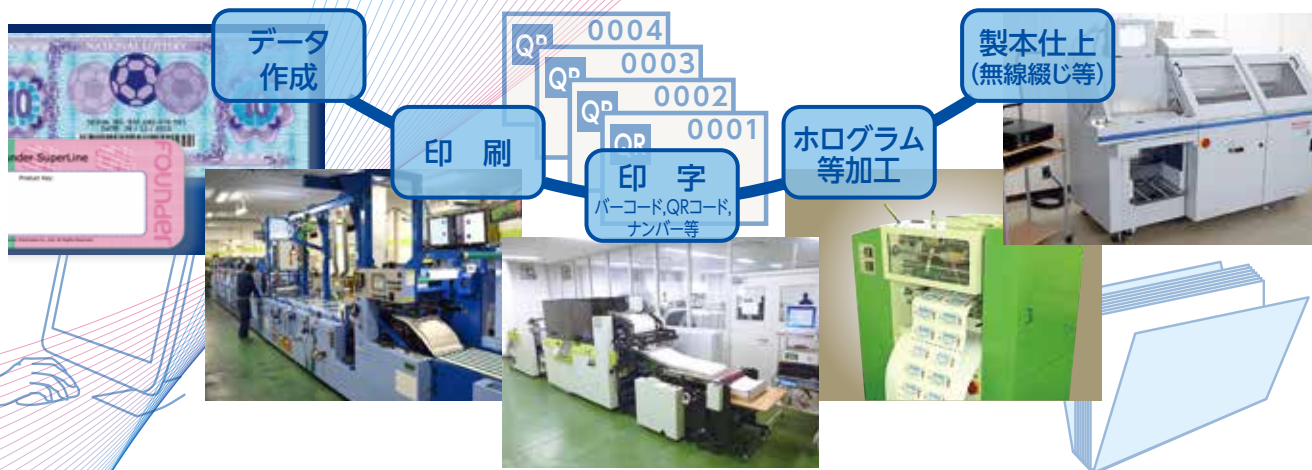 データ
作成
印 刷
印 字
バーコード,QRコード,
ナンバー等
ホログラム
等加工
製本仕上
(無線綴じ等)
QR
0004
QR
0003
QR
0002
QR
0001
NATIONAL LOTTERY
10
nder SuperLine
Product Key:
FOUNDER